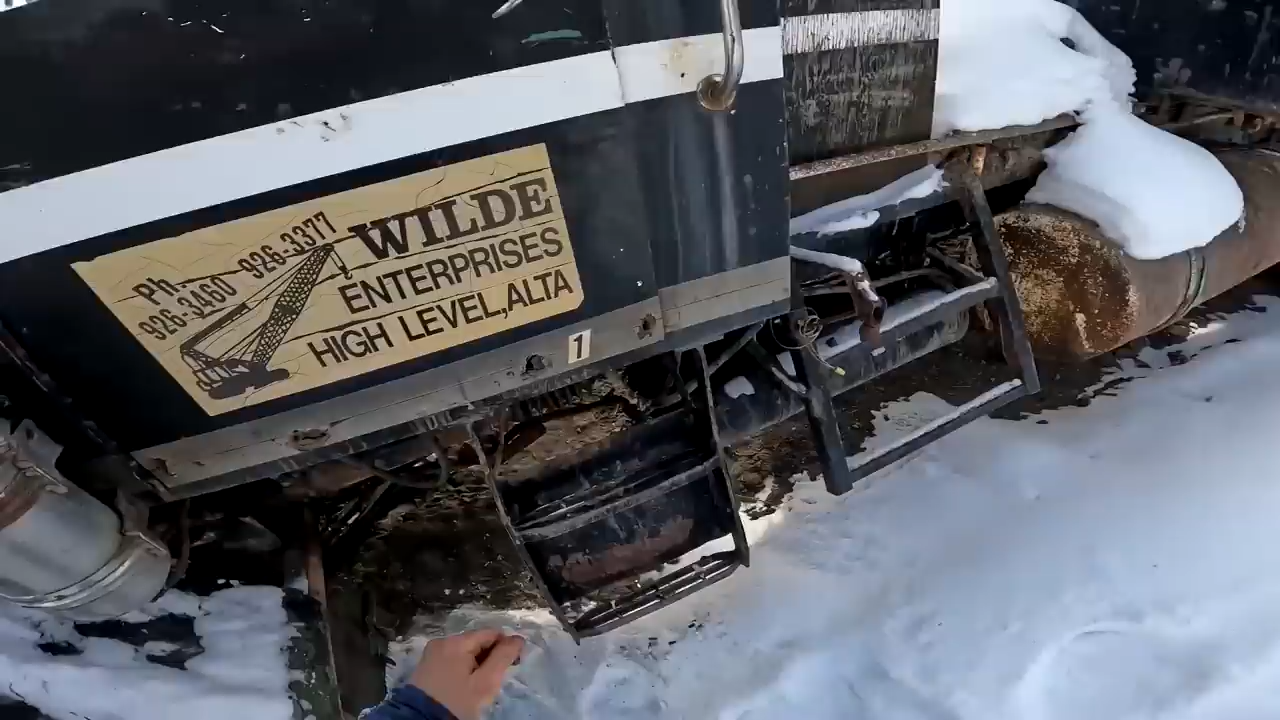 Ph. 926-3377
926-3460
WILDE
ENTERPRISES
HIGH LEVEL, ALTA
1